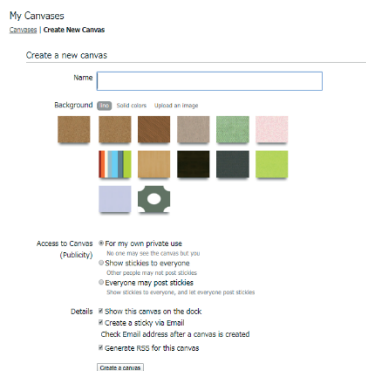 My Canvases
Canvases | Create New Canvas
Create a new canvas
Name
Background Solid colors Upload an image
Access to Canvas (Publicity)
For my own private use
No one may see the canvas but you
Show stickies to everyone
Other people may not post stickies
Everyone may post stickies
Show stickies to everyone, and let everyone post stickies
Details
Show this canvas on the dock
Create a sticky via Email
Check Email address after a canvas is created
Generate RSS for this canvas
Create a canvas